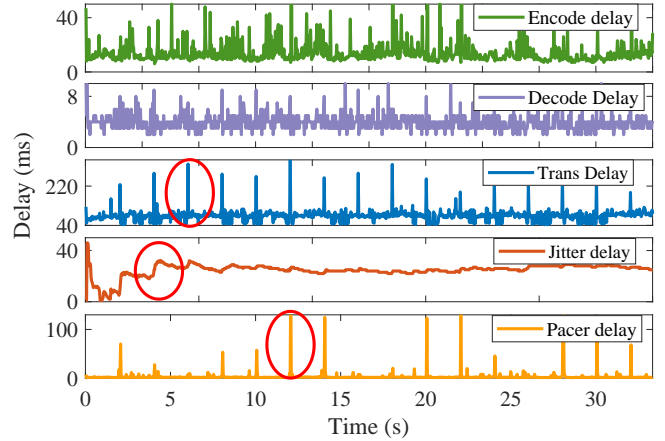 40
Encode delay
0
8
Decode Delay
4
0
Delay (ms)
220
Trans Delay
40
40
Jitter delay
0
100
Pacer delay
0
0 5 10 15 20 25 30
Time (s)